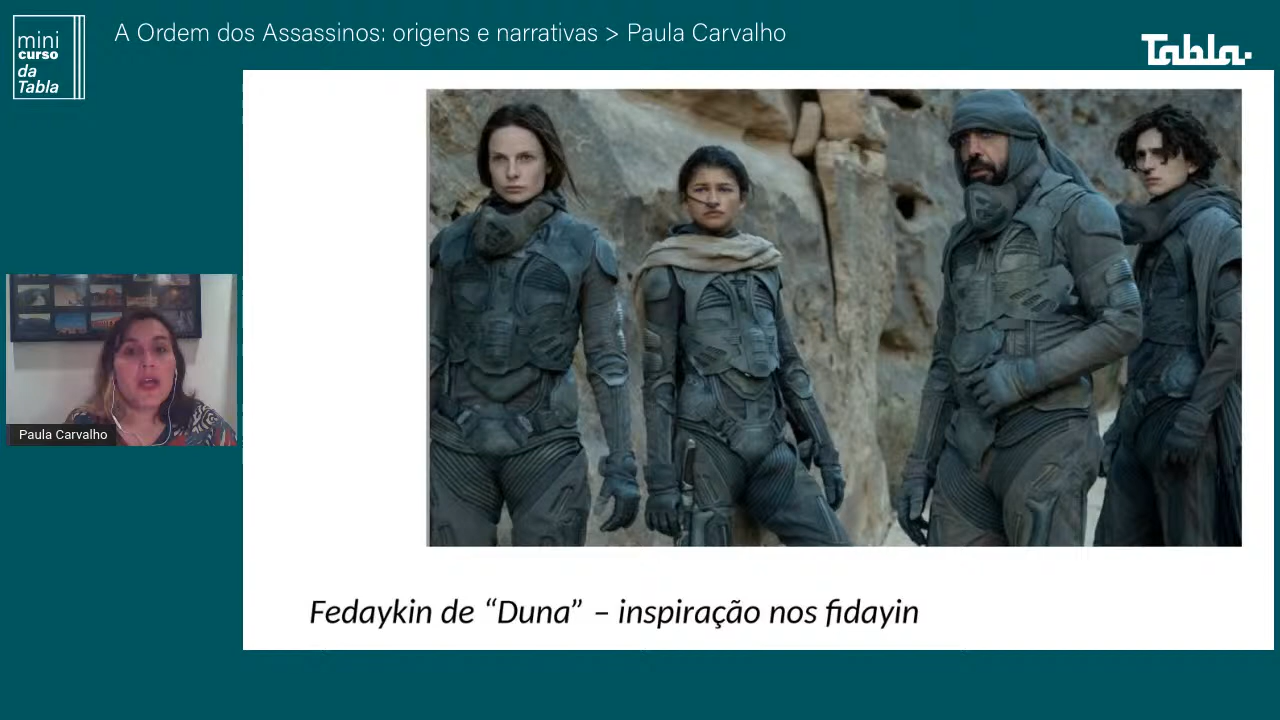 mini
curso
da
Tabla
A Ordem dos Assassinos: origens e narrativas > Paula Carvalho
Tabla.
Paula Carvalho
Fedaykin de “Duna” – inspiração nos fidayin